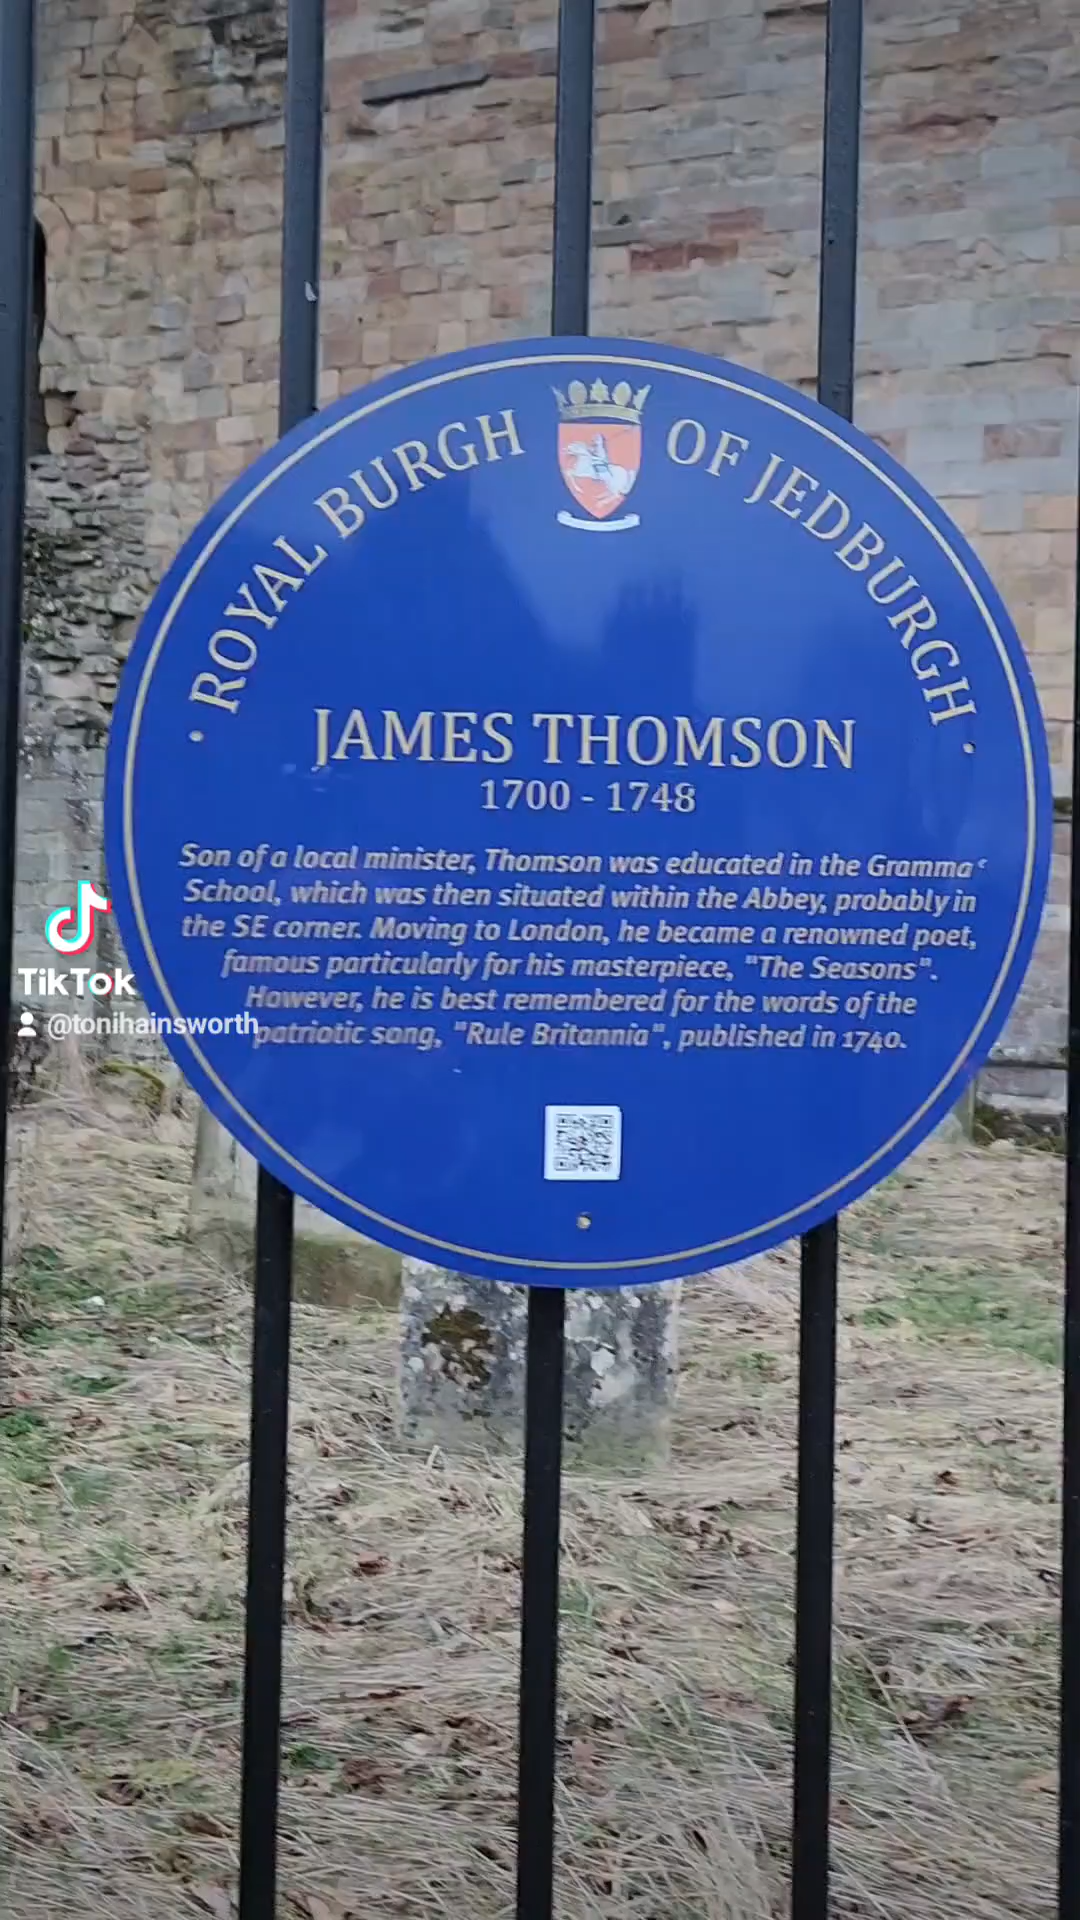 ROYAL BURGH OF JEDBURGH
JAMES THOMSON
1700 - 1748
Son of a local minister, Thomson was educated in the Gramma
School, which was then situated within the Abbey, probably in
the SE corner. Moving to London, he became a renowned poet,
famous particularly for his masterpiece, "The Seasons".
However, he is best remembered for the words of the
patriotic song, "Rule Britannia", published in 1740.
TikTok
@tonihainsworth